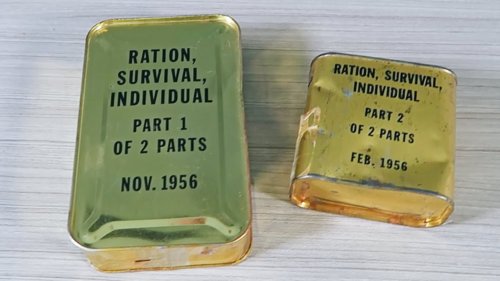 RATION,
SURVIVAL,
INDIVIDUAL
PART 1
OF 2 PARTS
NOV. 1956
RATION, SURVIVAL,
INDIVIDUAL
PART 2
OF 2 PARTS
FEB. 1956